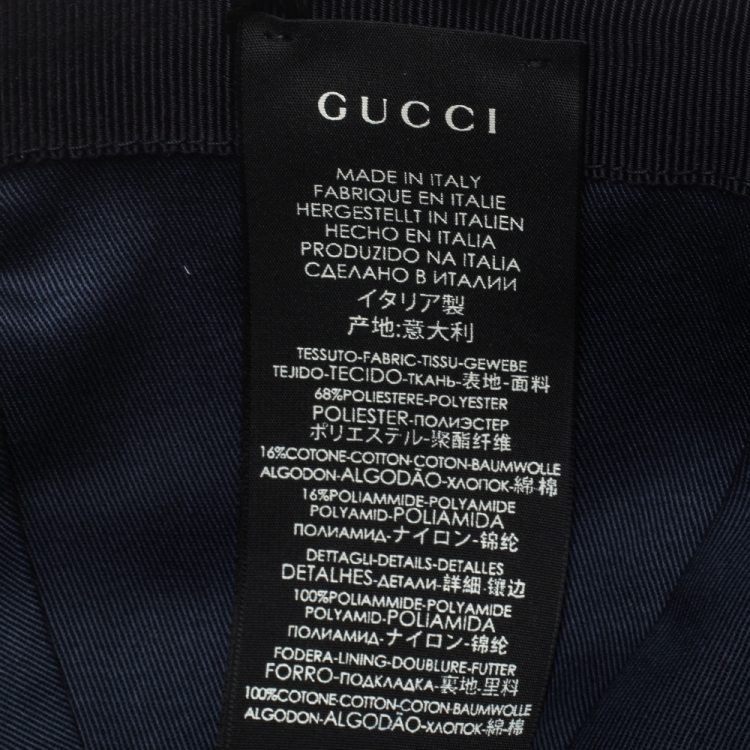 GUCCI
MADE IN ITALY
FABRIQUE EN ITALIE
HERGESTELLT IN ITALIEN
HECHO EN ITALIA
PRODUZIDO NA ITALIA
СДЕЛАНО В ИТАЛИИ
イタリア製
产地:意大利
TESSUTO-FABRIC-TISSU-GEWEBE
TEJIDO-TECIDO-ТКАНЬ-表地-面料
68%POLIESTERE-POLYESTER
POLIESTER-ПОЛИЭСТЕР
ポリエステル-聚酯纤维
16%COTONE-COTTON-COTON-BAUMWOLLE
ALGODON-ALGODÃO-ХЛОПОК-綿-棉
16%POLIAMMIDE-POLYAMIDE
POLYAMID-POLIAMIDA
ПОЛИАМИД-ナイロン-锦纶
DETTAGLI-DETAILS-DETALLES
DETALHES-ДЕТАЛИ-詳細-镶边
100%POLIAMMIDE-POLYAMIDE
POLYAMID-POLIAMIDA
ПОЛИАМИД-ナイロン-锦纶
FODERA-LINING-DOUBLURE-FUTTER
FORRO-ПОДКЛАДКА-裏地-里料
100%COTONE-COTTON-COTON-BAUMWOLLE
ALGODON-ALGODÃO-ХЛОПОК-綿-棉